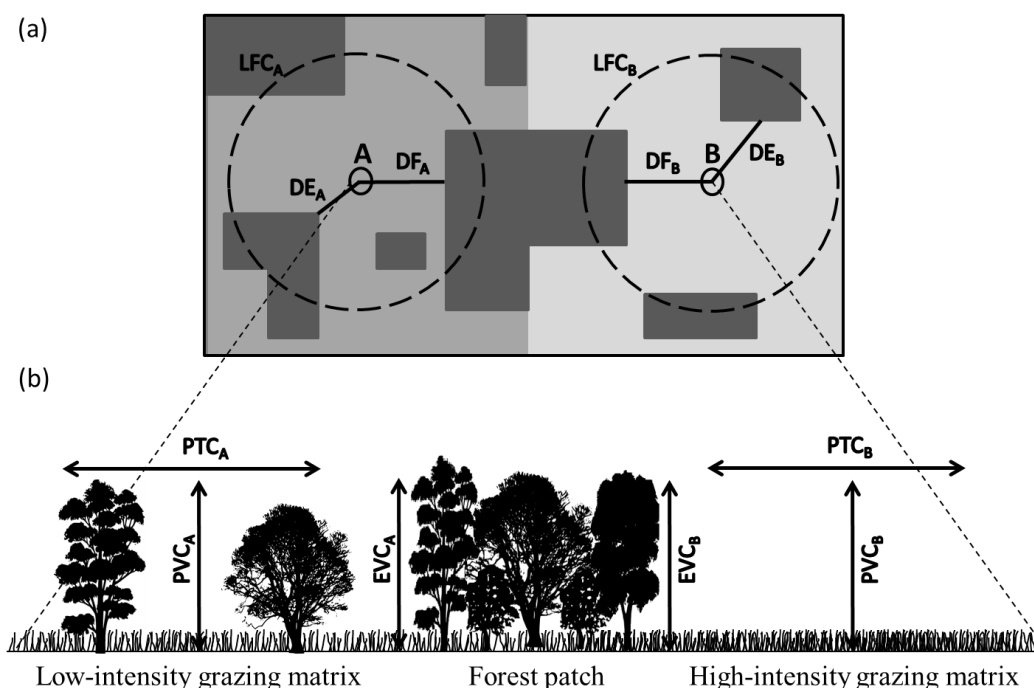 (a)
LFC_A
LFC_B
A
B
DF_A
DF_B
DE_B
DE_A
(b)
PTC_A
PTC_B
PVC_A
EVC_A
EVC_B
PVC_B
Low-intensity grazing matrix
Forest patch
High-intensity grazing matrix